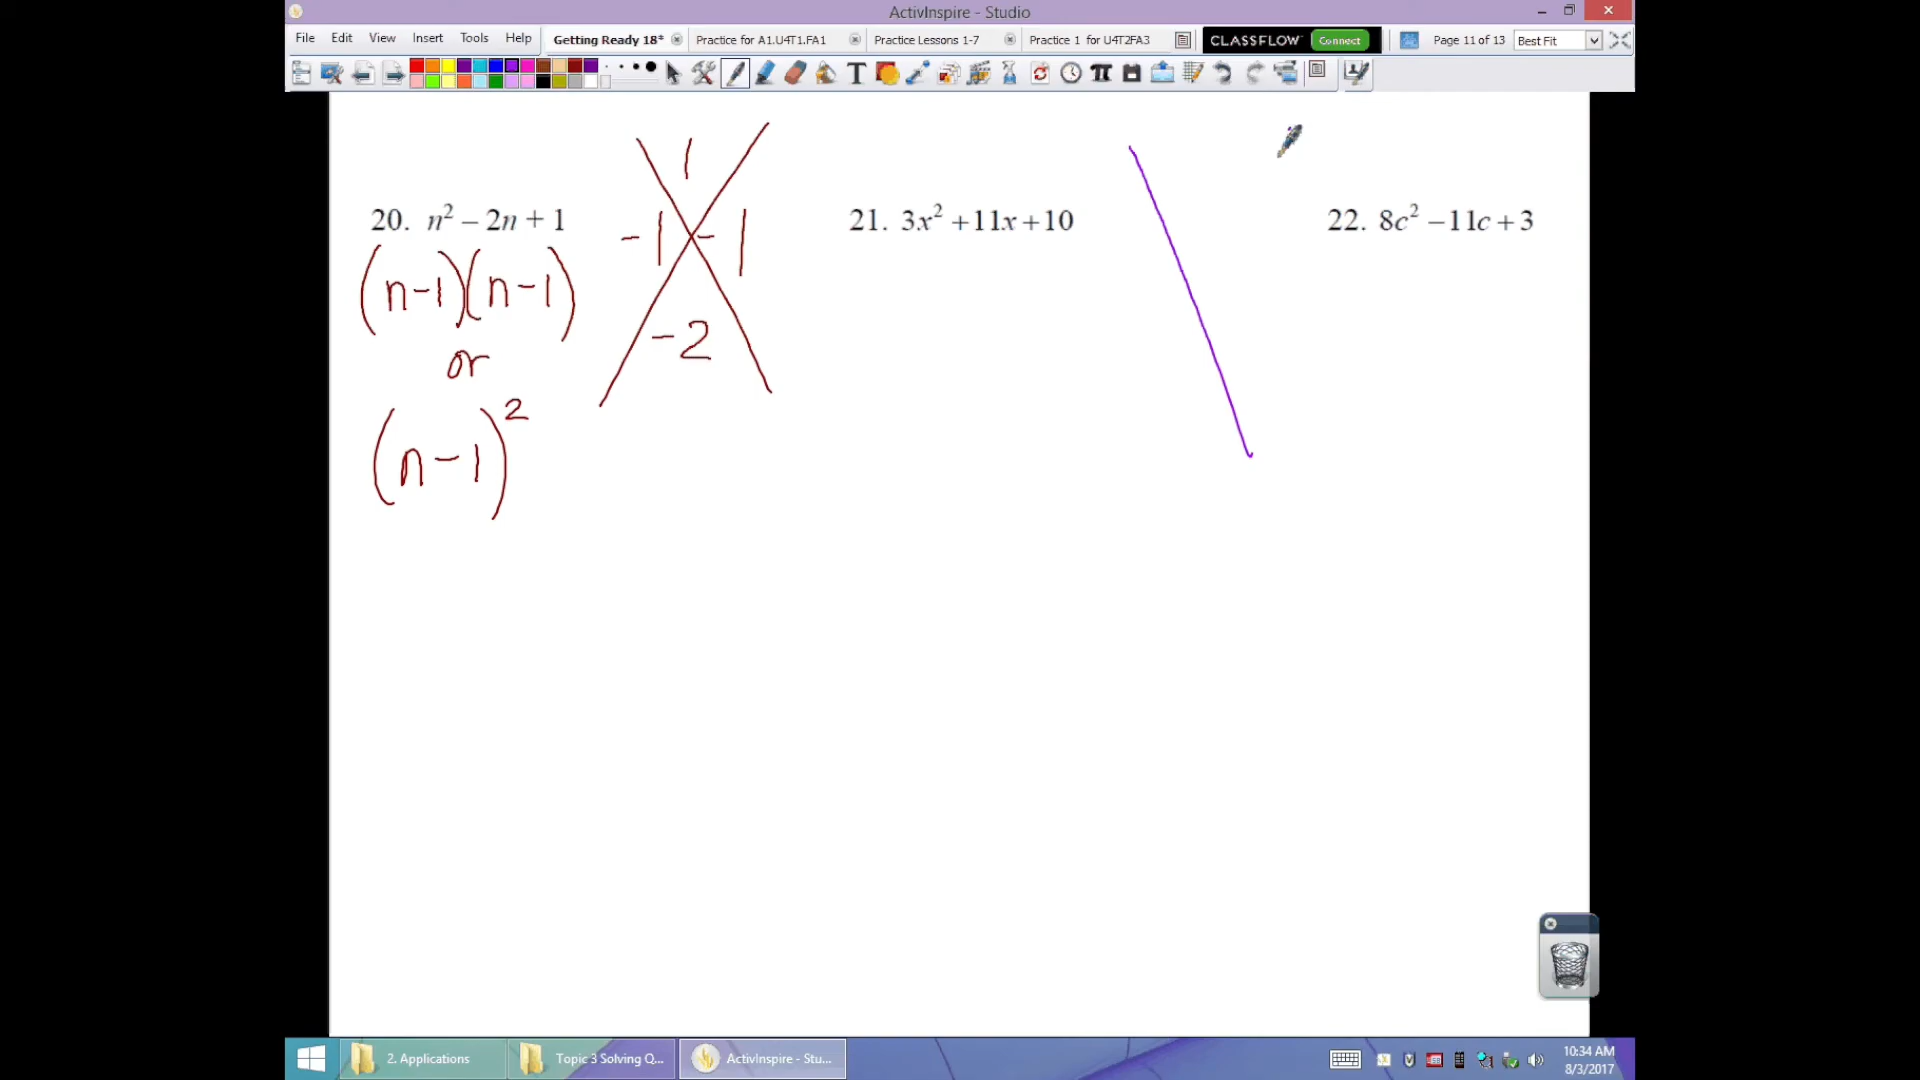 ActivInspire - Studio
File Edit View Insert Tools Help Getting Ready 18* Practice for A1.U4T1.FA1 Practice Lessons 1-7 Practice 1 for U4T2FA3 CLASSFLOW Connect Page 11 of 13 Best Fit
20. n² – 2n + 1
(n-1)(n-1)
or
(n-1)²
1
-1 -1
-2
21. 3x² +11x+10
22. 8c² –11c+3
2. Applications Topic 3 Solving Q... ActivInspire - Stu...
10:34 AM
8/3/2017